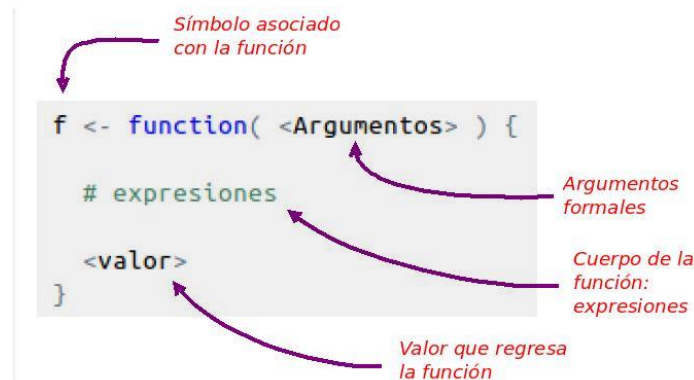 Símbolo asociado
con la función
f <- function( <Argumentos> ) {
# expresiones
<valor>
}
Argumentos
formales
Cuerpo de la
función:
expresiones
Valor que regresa
la función